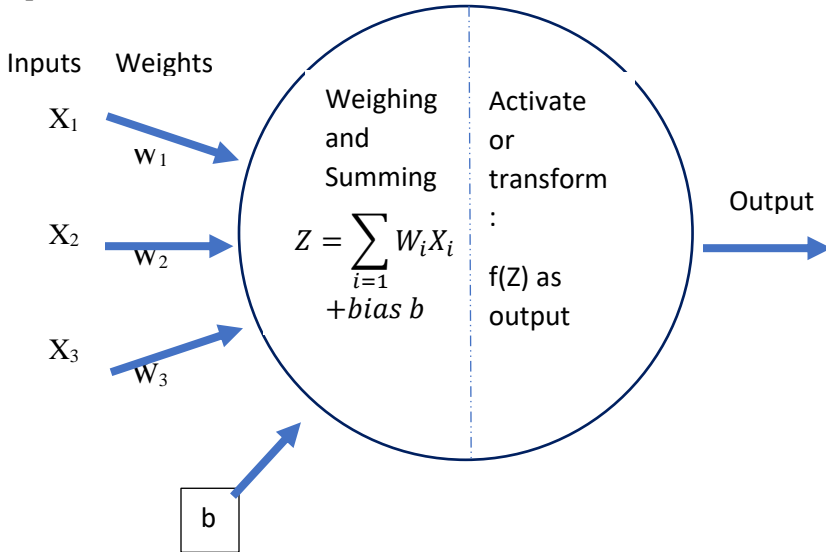 Inputs Weights
X₁
w₁
X₂
w₂
X₃
W₃
b
Weighing
and
Summing
Z = ∑ WᵢXᵢ
i=1
+bias b
Activate
or
transform
:
f(Z) as
output
Output